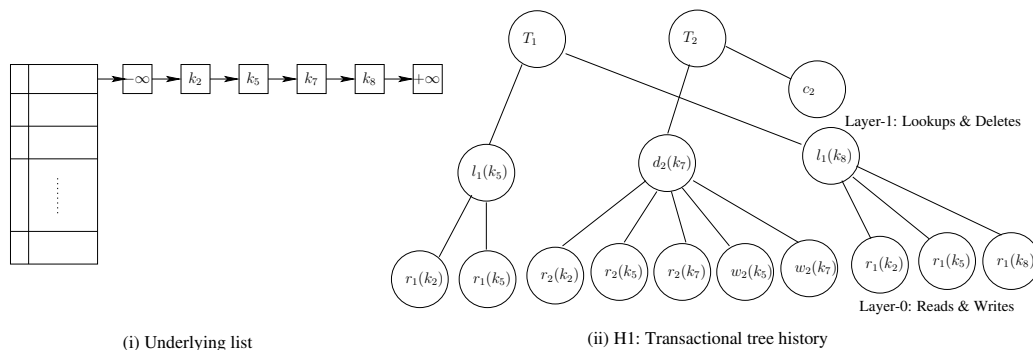 −∞ k₂ k₅ k₇ k₈ +∞
(i) Underlying list
T₁ T₂
c₂
Layer-1: Lookups & Deletes
l₁(k₅) d₂(k₇) l₁(k₈)
r₁(k₂) r₁(k₅) r₂(k₂) r₂(k₅) r₂(k₇) w₂(k₅) w₂(k₇) r₁(k₂) r₁(k₅) r₁(k₈)
Layer-0: Reads & Writes
(ii) H1: Transactional tree history